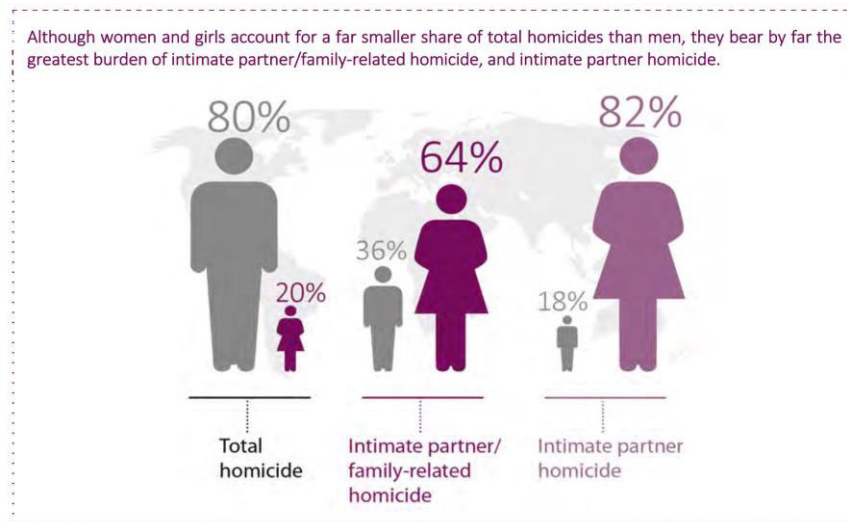 Although women and girls account for a far smaller share of total homicides than men, they bear by far the
greatest burden of intimate partner/family-related homicide, and intimate partner homicide.
80%
20%
36%
64%
18%
82%
Total
homicide
Intimate partner/
family-related
homicide
Intimate partner
homicide